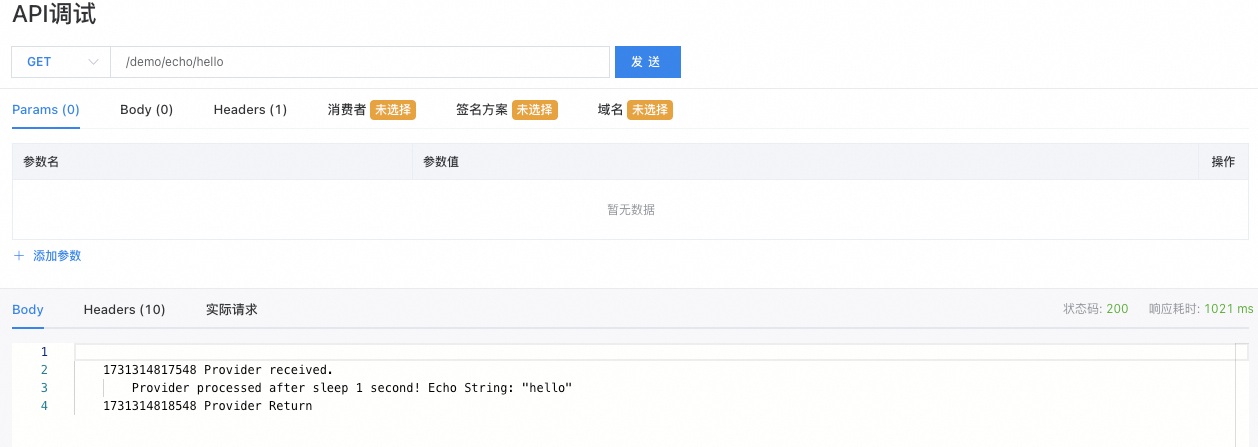 API调试
GET /demo/echo/hello 发 送
Params (0) Body (0) Headers (1) 消费者 未选择 签名方案 未选择 域名 未选择
参数名 参数值 操作
暂无数据
+ 添加参数
Body Headers (10) 实际请求 状态码: 200 响应耗时: 1021 ms
1
2 1731314817548 Provider received.
3 Provider processed after sleep 1 second! Echo String: "hello"
4 1731314818548 Provider Return